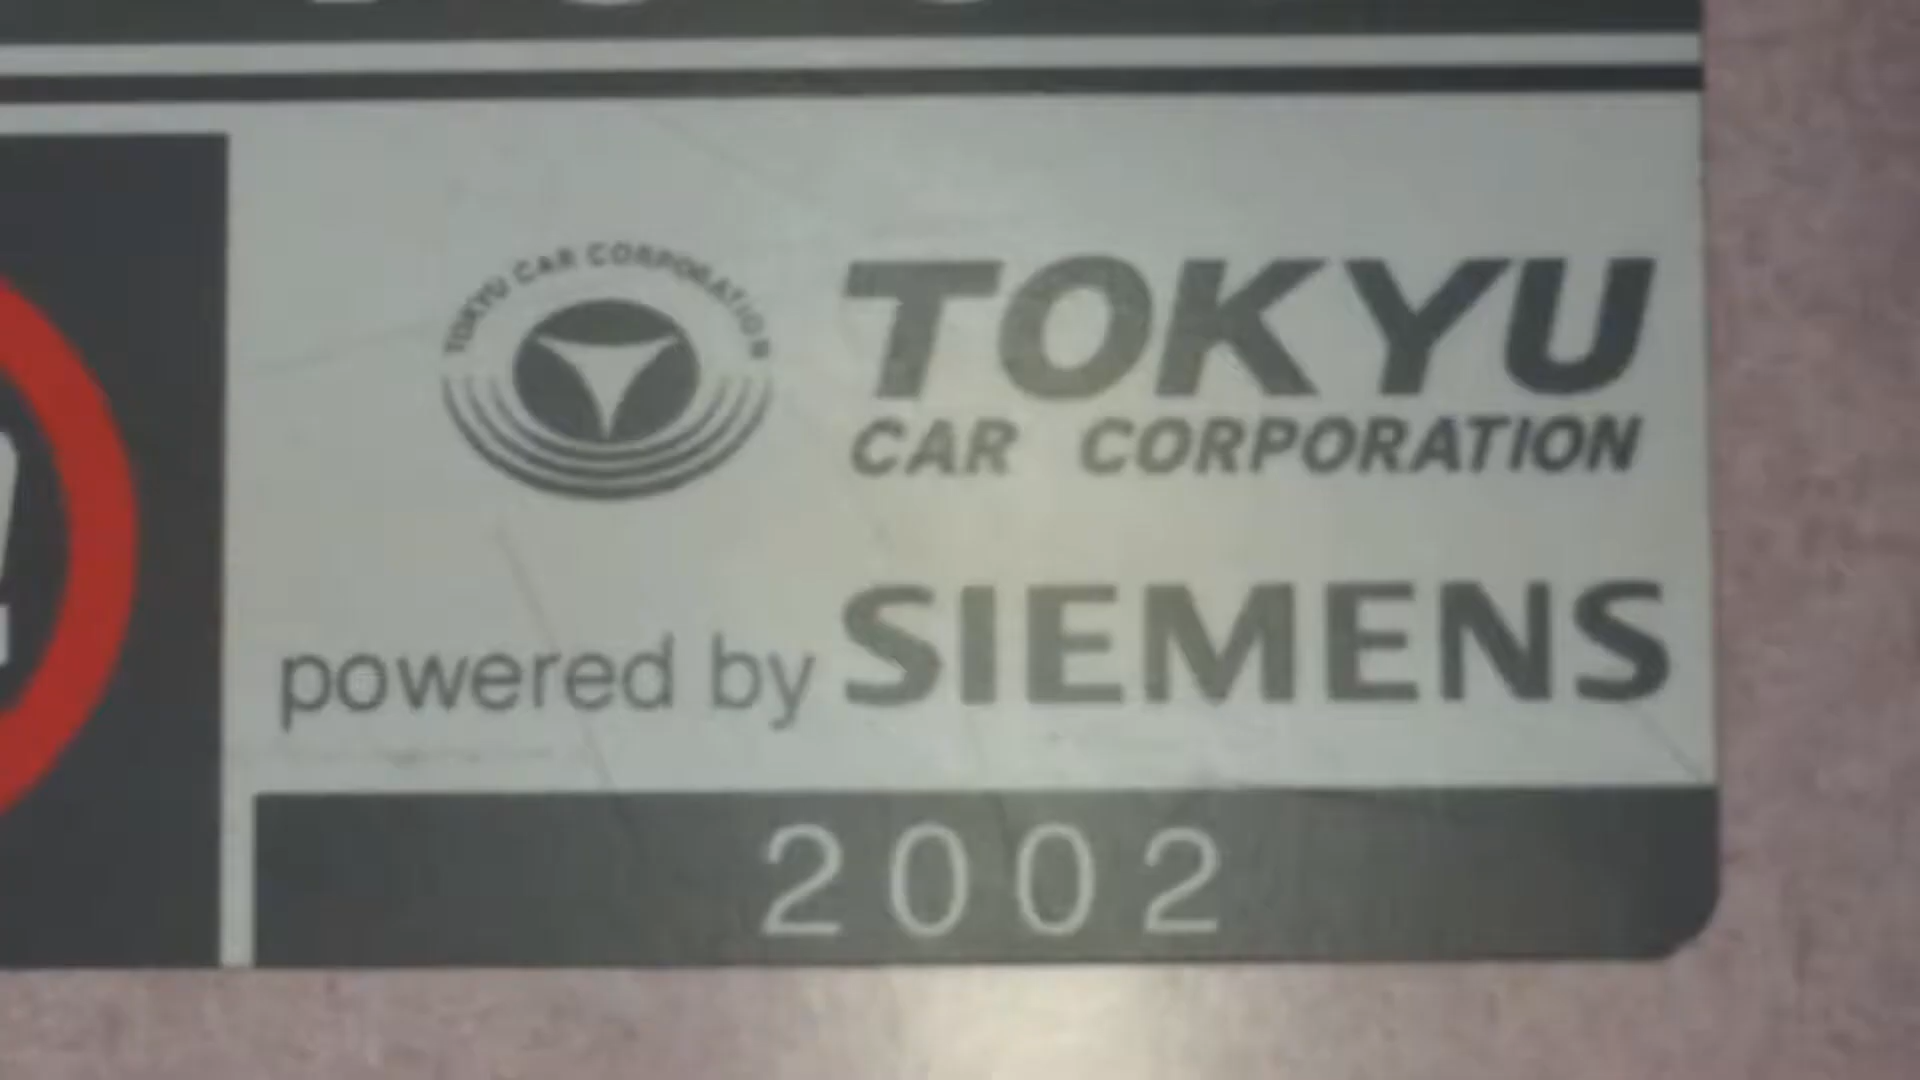 TOKYU CAR CORPORATION
TOKYU
CAR CORPORATION
powered by SIEMENS
2002